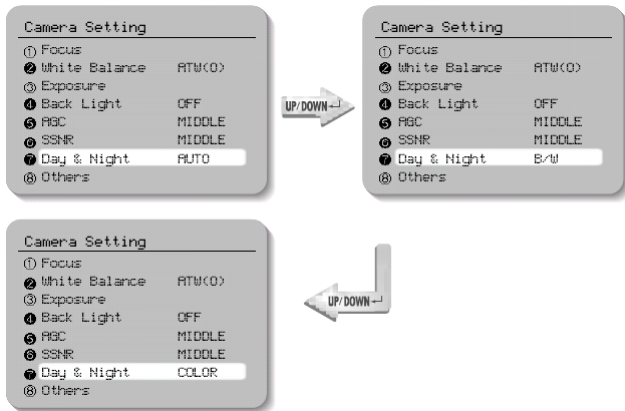 Camera Setting
① Focus
❷ White Balance ATW(0)
③ Exposure
❹ Back Light OFF
❺ AGC MIDDLE
❻ SSNR MIDDLE
❼ Day & Night AUTO
⑧ Others
UP/DOWN↵
Camera Setting
① Focus
❷ White Balance ATW(0)
③ Exposure
❹ Back Light OFF
❺ AGC MIDDLE
❻ SSNR MIDDLE
❼ Day & Night B/W
⑧ Others
Camera Setting
① Focus
❷ White Balance ATW(0)
③ Exposure
❹ Back Light OFF
❺ AGC MIDDLE
❻ SSNR MIDDLE
❼ Day & Night COLOR
⑧ Others
UP/DOWN↵